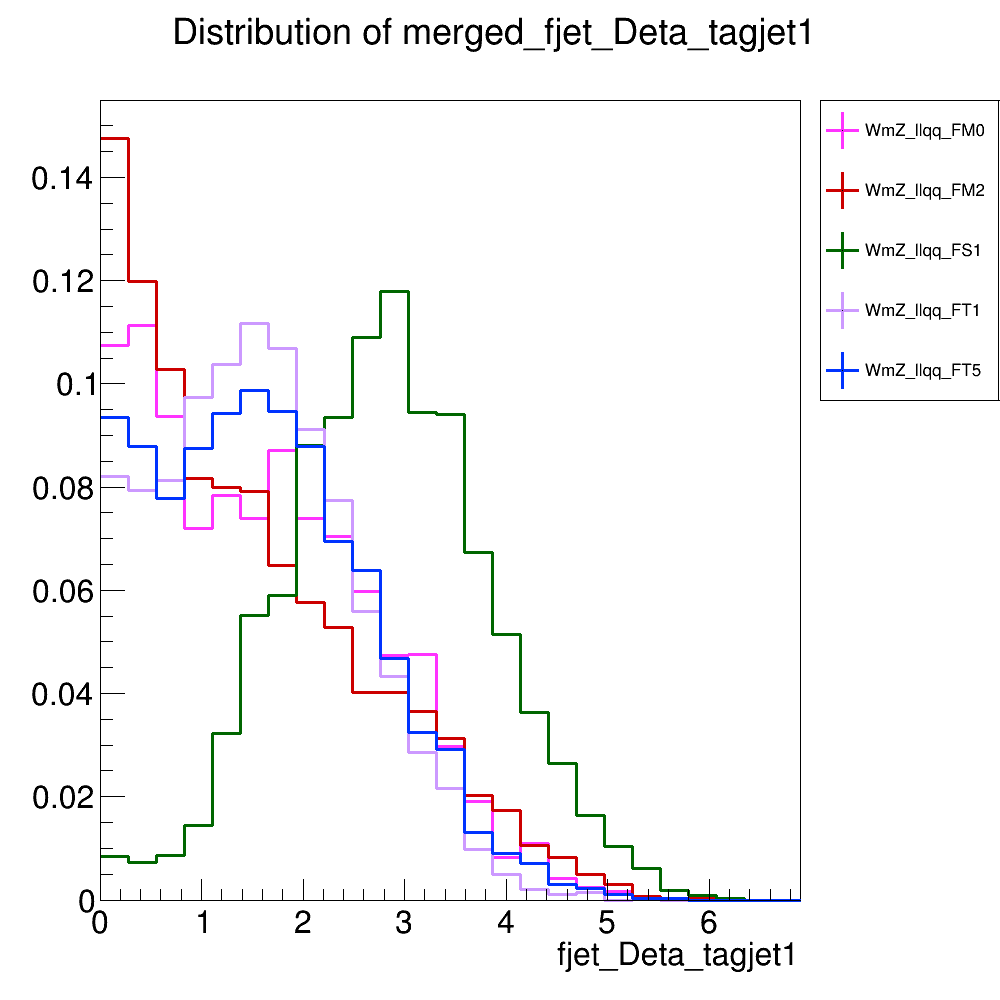 Distribution of merged_fjet_Deta_tagjet1
WmZ_llqq_FM0
WmZ_llqq_FM2
WmZ_llqq_FS1
WmZ_llqq_FT1
WmZ_llqq_FT5
0.14
0.12
0.1
0.08
0.06
0.04
0.02
0
0 1 2 3 4 5 6
fjet_Deta_tagjet1